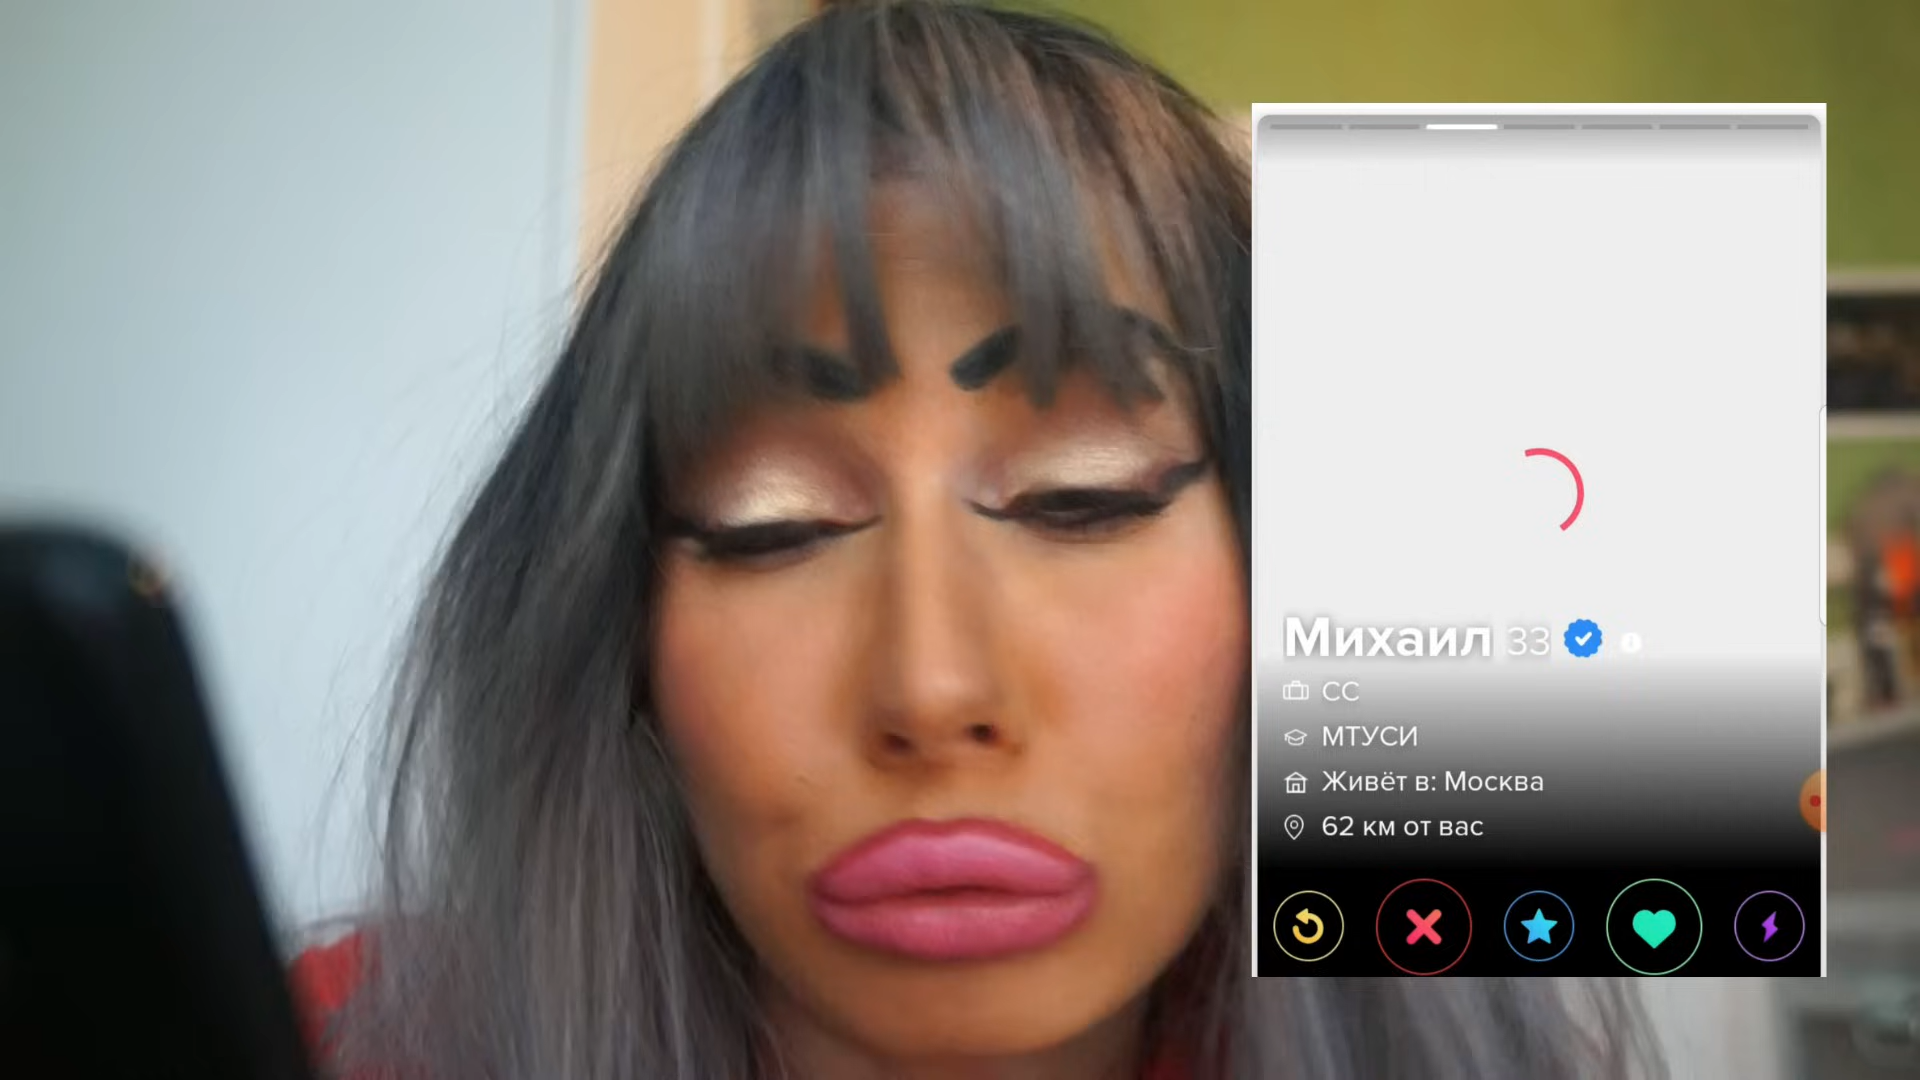 Михаил 33
СС
МТУСИ
Живёт в: Москва
62 км от вас